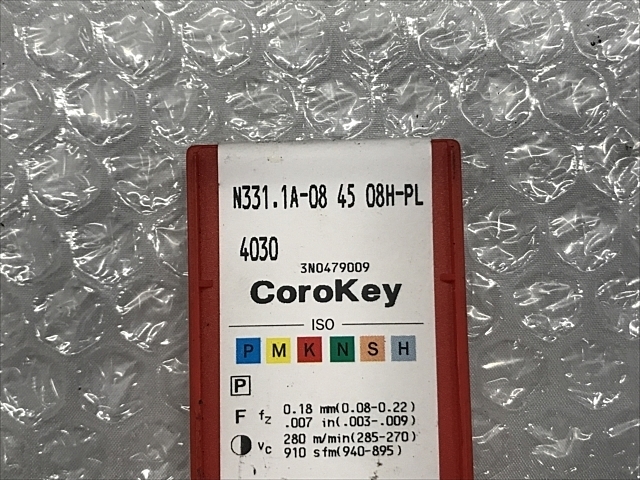 N331.1A-08 45 08H-PL
4030
3N0479009
CoroKey
ISO
P M K N S H
P
F fz 0.18 mm(0.08-0.22)
.007 in(.003-.009)
vc 280 m/min(285-270)
910 sfm(940-895)